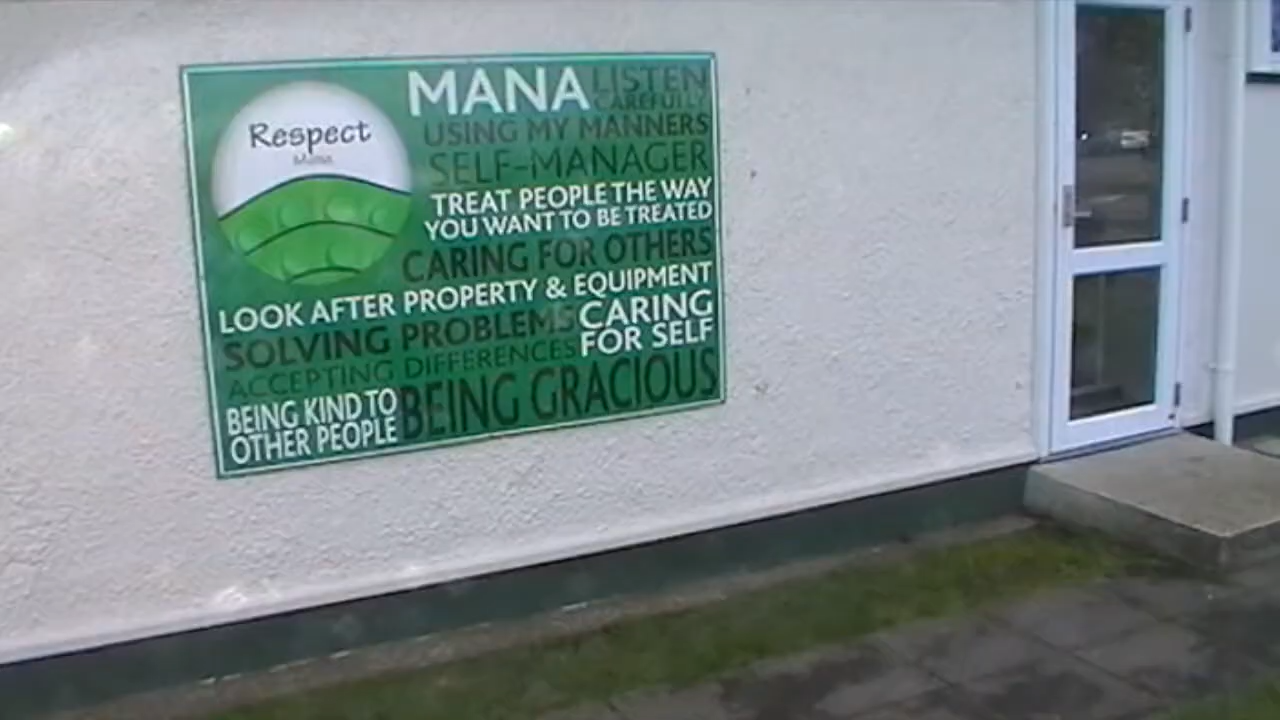 Respect
Mana
MANA LISTEN
CAREFULLY
USING MY MANNERS
SELF-MANAGER
TREAT PEOPLE THE WAY
YOU WANT TO BE TREATED
CARING FOR OTHERS
LOOK AFTER PROPERTY & EQUIPMENT
SOLVING PROBLEMS CARING
FOR SELF
ACCEPTING DIFFERENCES
BEING KIND TO
OTHER PEOPLE
BEING GRACIOUS